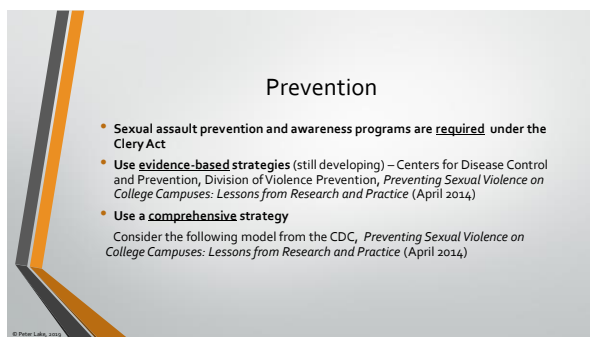 Prevention
• Sexual assault prevention and awareness programs are required under the
Clery Act
• Use evidence-based strategies (still developing) – Centers for Disease Control
and Prevention, Division of Violence Prevention, Preventing Sexual Violence on
College Campuses: Lessons from Research and Practice (April 2014)
• Use a comprehensive strategy
Consider the following model from the CDC, Preventing Sexual Violence on
College Campuses: Lessons from Research and Practice (April 2014)
© Peter Lake, 2019